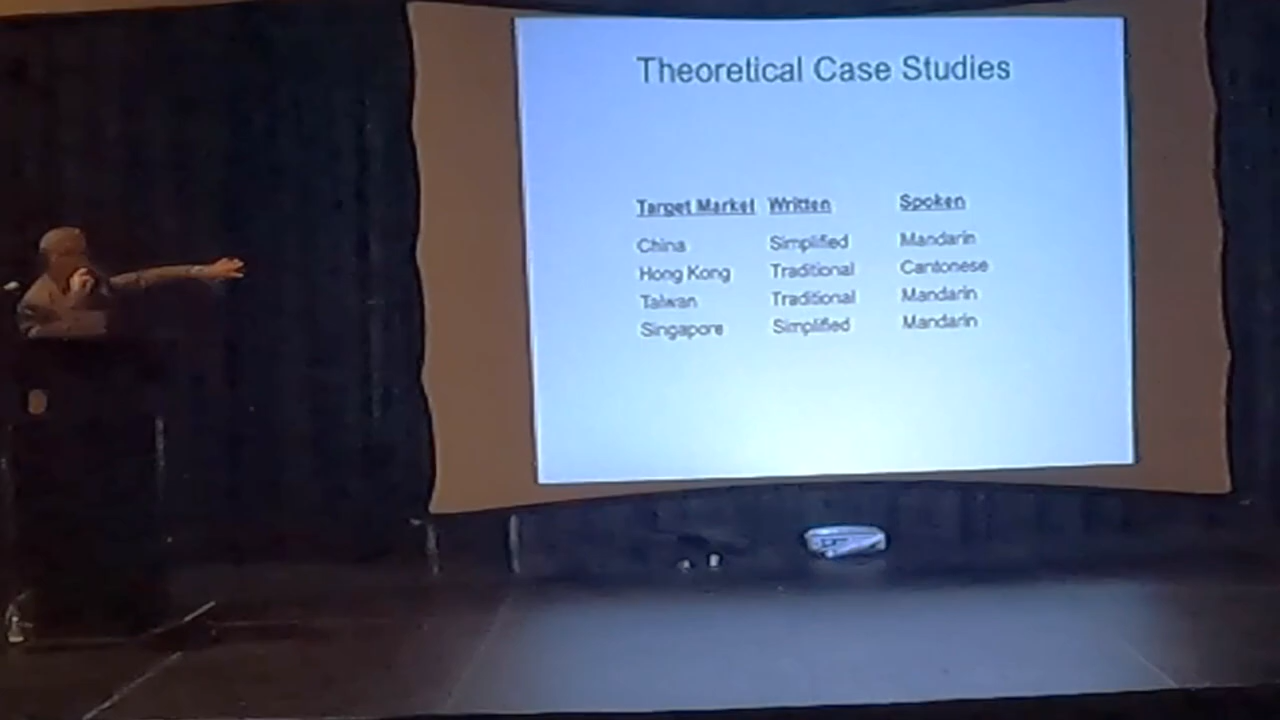 Theoretical Case Studies
Target Market Written Spoken
China Simplified Mandarin
Hong Kong Traditional Cantonese
Taiwan Traditional Mandarin
Singapore Simplified Mandarin